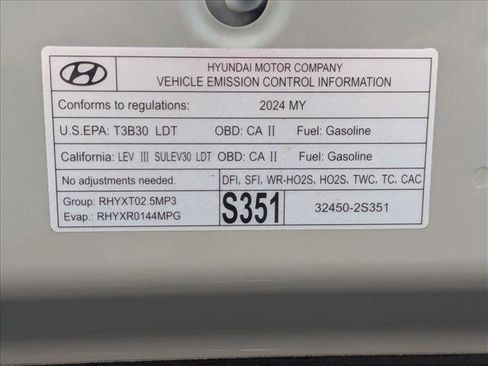 HYUNDAI MOTOR COMPANY
VEHICLE EMISSION CONTROL INFORMATION
Conforms to regulations: 2024 MY
U.S.EPA: T3B30 LDT OBD: CA II Fuel: Gasoline
California: LEV III SULEV30 LDT OBD: CA II Fuel: Gasoline
No adjustments needed. DFI, SFI, WR-HO2S, HO2S, TWC, TC, CAC
Group: RHYXT02.5MP3
Evap.: RHYXR0144MPG
S351
32450-2S351